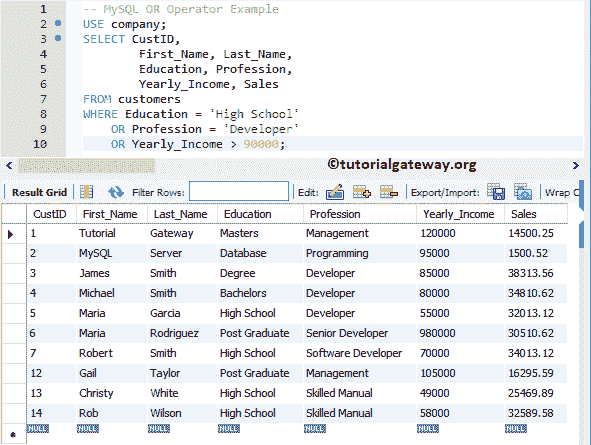 1 -- MySQL OR Operator Example
2 USE company;
3 SELECT CustID,
4 First_Name, Last_Name,
5 Education, Profession,
6 Yearly_Income, Sales
7 FROM customers
8 WHERE Education = 'High School'
9 OR Profession = 'Developer'
10 OR Yearly_Income > 90000;
©tutorialgateway.org
Result Grid Filter Rows: Edit: Export/Import: Wrap C
CustID First_Name Last_Name Education Profession Yearly_Income Sales
1 Tutorial Gateway Masters Management 120000 14500.25
2 MySQL Server Database Programming 95000 1500.52
3 James Smith Degree Developer 85000 38313.56
4 Michael Smith Bachelors Developer 80000 34810.62
5 Maria Garcia High School Developer 55000 32013.12
6 Maria Rodriguez Post Graduate Senior Developer 980000 30510.62
7 Robert Smith High School Software Developer 70000 34013.12
12 Gail Taylor Post Graduate Management 105000 16295.59
13 Christy White High School Skilled Manual 49000 25469.89
14 Rob Wilson High School Skilled Manual 58000 32589.58
NULL NULL NULL NULL NULL NULL NULL